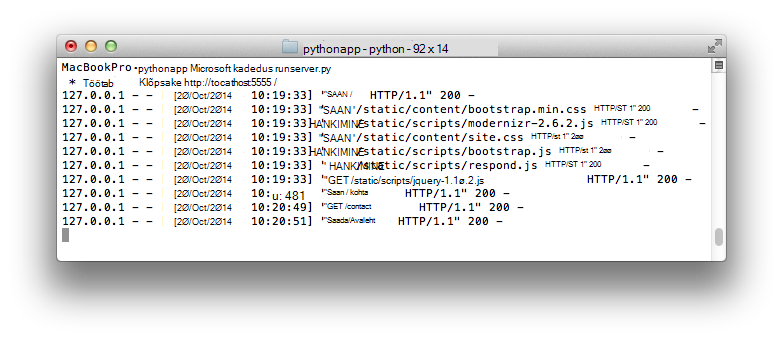 pythonapp - python - 92 x 14
MacBookPro•pythonapp Microsoft kadedus runserver.py
* Töötab Klõpsake http://tocathost5555 /
127.0.0.1 - - [2Ø/Oct/2Ø14 10:19:33] '"SAAN / HTTP/1.1" 200 -
127.0.0.1 - - [2Ø/Oct/2Ø14 10:19:33] "SAAN"/static/content/bootstrap.min.css HTTP/ST 1" 200 -
127.0.0.1 - - [2Ø/Oct/2Ø14 10:19:33] HANKIMINE/static/scripts/modernizr-2.6.2.js HTTP/ST 1" 200 -
127.0.0.1 - - [2Ø/Oct/2Ø14 10:19:33] "SAAN"/static/content/site.css HTTP/st 1" 2øø -
127.0.0.1 - - [2Ø/Oct/2Ø14 10:19:33] HANKIMINE/static/scripts/bootstrap.js HTTP/st 1" 2øø -
127.0.0.1 - - [2Ø/Oct/2Ø14 10:19:33] '" HANKIMINE/static/scripts/respond.js HTTP/ST 1" 200 -
127.0.0.1 - - [2Ø/Oct/2Ø14 10:19:33] '"GET /static/scripts/jquery-1.1ø.2.js HTTP/1.1" 200 -
127.0.0.1 - - [2Ø/Oct/2Ø14 10:u: 481 '"Saan / kohta HTTP/1.1" 200 -
127.0.0.1 - - [2Ø/Oct/2Ø14 10:20:49] '"GET /contact HTTP/1.1" 200 -
127.0.0.1 - - [2Ø/Oct/2Ø14 10:20:51] '"Saada/Avaleht HTTP/1.1" 200 -